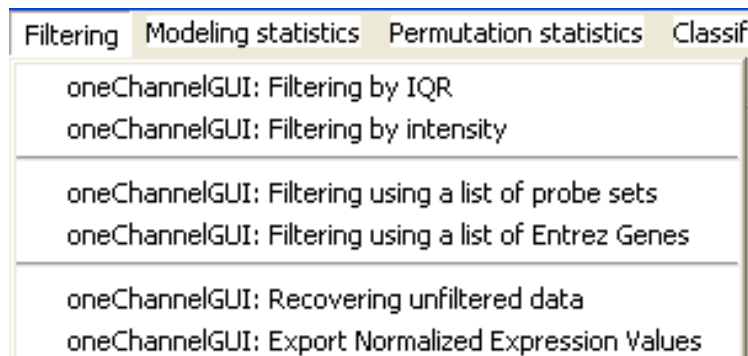 Filtering Modeling statistics Permutation statistics Classif
oneChannelGUI: Filtering by IQR
oneChannelGUI: Filtering by intensity
oneChannelGUI: Filtering using a list of probe sets
oneChannelGUI: Filtering using a list of Entrez Genes
oneChannelGUI: Recovering unfiltered data
oneChannelGUI: Export Normalized Expression Values